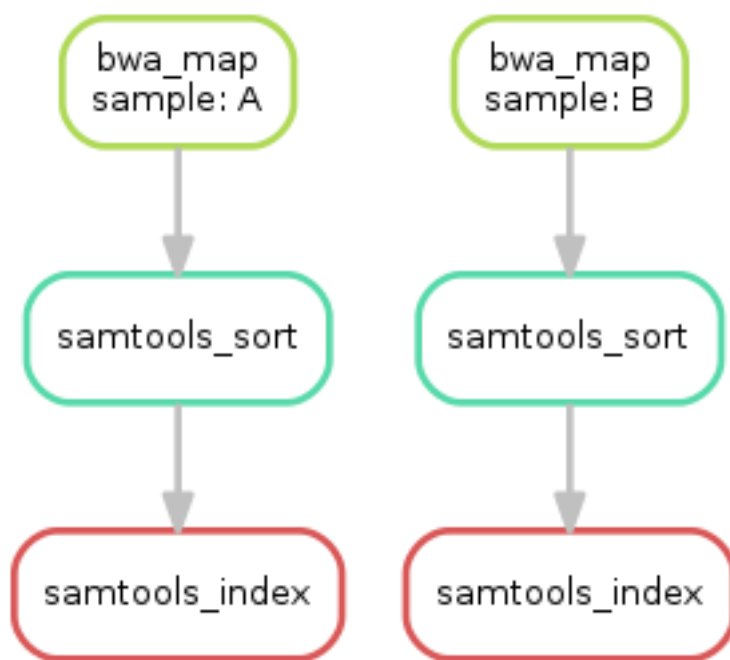 bwa_map
sample: A
bwa_map
sample: B
samtools_sort
samtools_sort
samtools_index
samtools_index